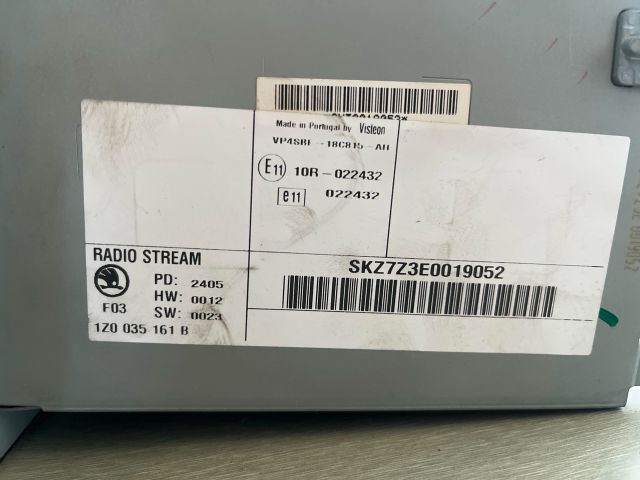 Made in Portugal by Visteon
VP4SBF-18C815-AH
E11 10R-022432
e11 022432
RADIO STREAM
PD: 2405
HW: 0012
SW: 0023
F03
1Z0 035 161 B
SKZ7Z3E0019052